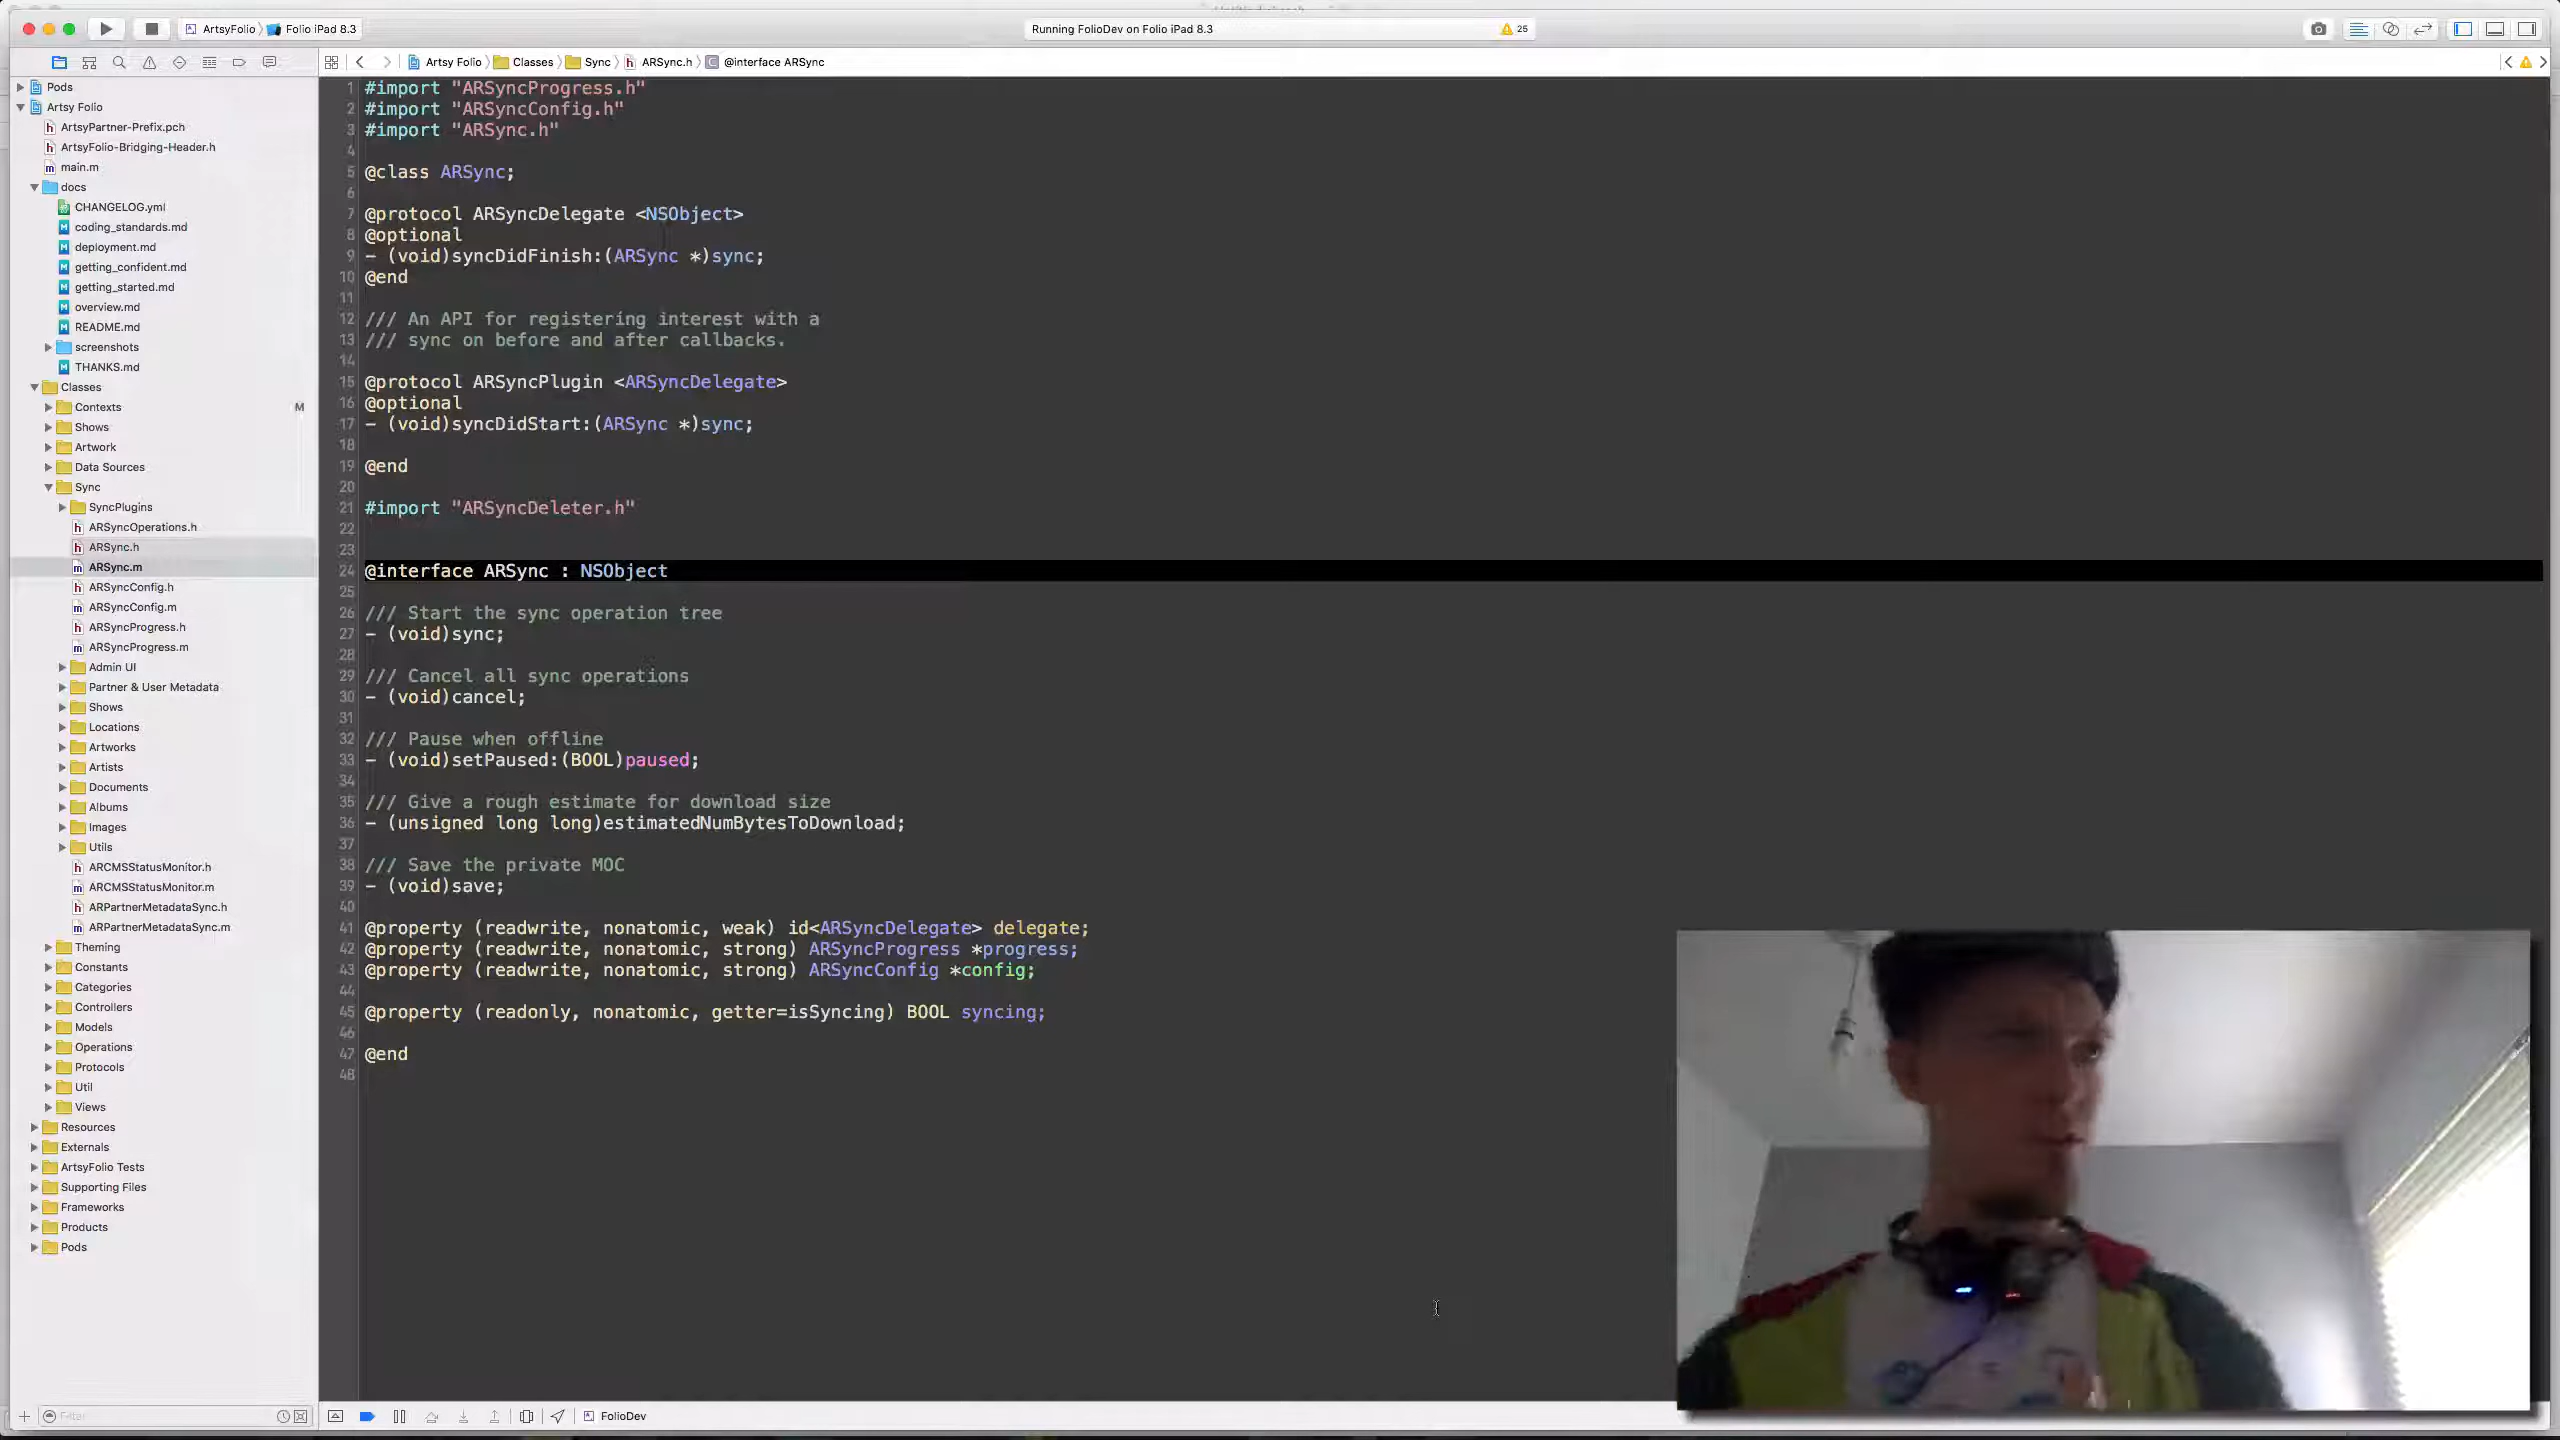 ArtsyFolio 〉 Folio iPad 8.3
Running FolioDev on Folio iPad 8.3
25
Artsy Folio 〉 Classes 〉 Sync 〉 ARSync.h 〉 @interface ARSync
Pods
Artsy Folio
ArtsyPartner-Prefix.pch
ArtsyFolio-Bridging-Header.h
main.m
docs
CHANGELOG.yml
coding_standards.md
deployment.md
getting_confident.md
getting_started.md
overview.md
README.md
screenshots
THANKS.md
Classes
Contexts M
Shows
Artwork
Data Sources
Sync
SyncPlugins
ARSyncOperations.h
ARSync.h
ARSync.m
ARSyncConfig.h
ARSyncConfig.m
ARSyncProgress.h
ARSyncProgress.m
Admin UI
Partner & User Metadata
Shows
Locations
Artworks
Artists
Documents
Albums
Images
Utils
ARCMSStatusMonitor.h
ARCMSStatusMonitor.m
ARPartnerMetadataSync.h
ARPartnerMetadataSync.m
Theming
Constants
Categories
Controllers
Models
Operations
Protocols
Util
Views
Resources
Externals
ArtsyFolio Tests
Supporting Files
Frameworks
Products
Pods
Filter
1 #import "ARSyncProgress.h"
2 #import "ARSyncConfig.h"
3 #import "ARSync.h"
4
5 @class ARSync;
6
7 @protocol ARSyncDelegate <NSObject>
8 @optional
9 - (void)syncDidFinish:(ARSync *)sync;
10 @end
11
12 /// An API for registering interest with a
13 /// sync on before and after callbacks.
14
15 @protocol ARSyncPlugin <ARSyncDelegate>
16 @optional
17 - (void)syncDidStart:(ARSync *)sync;
18
19 @end
20
21 #import "ARSyncDeleter.h"
22
23
24 @interface ARSync : NSObject
25
26 /// Start the sync operation tree
27 - (void)sync;
28
29 /// Cancel all sync operations
30 - (void)cancel;
31
32 /// Pause when offline
33 - (void)setPaused:(BOOL)paused;
34
35 /// Give a rough estimate for download size
36 - (unsigned long long)estimatedNumBytesToDownload;
37
38 /// Save the private MOC
39 - (void)save;
40
41 @property (readwrite, nonatomic, weak) id<ARSyncDelegate> delegate;
42 @property (readwrite, nonatomic, strong) ARSyncProgress *progress;
43 @property (readwrite, nonatomic, strong) ARSyncConfig *config;
44
45 @property (readonly, nonatomic, getter=isSyncing) BOOL syncing;
46
47 @end
48
FolioDev